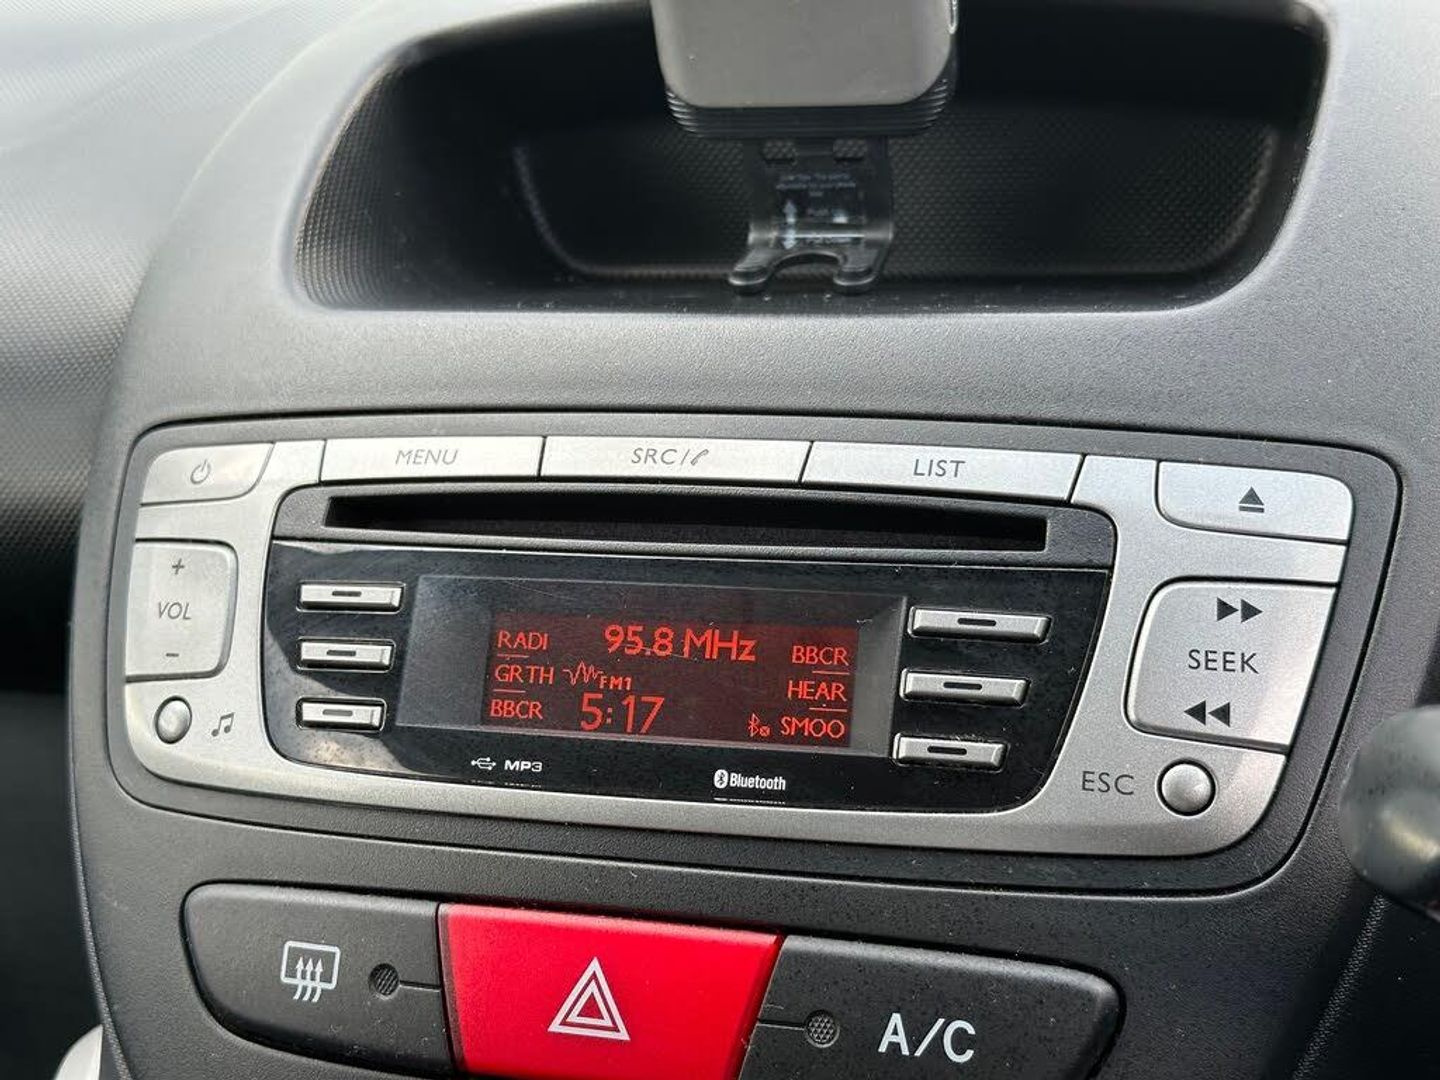 MENU
SRC/
LIST
+
VOL
-
SEEK
ESC
RADI
95.8 MHz
BBCR
GRTH
FM1
HEAR
BBCR
5:17
SMOO
MP3
Bluetooth
A/C